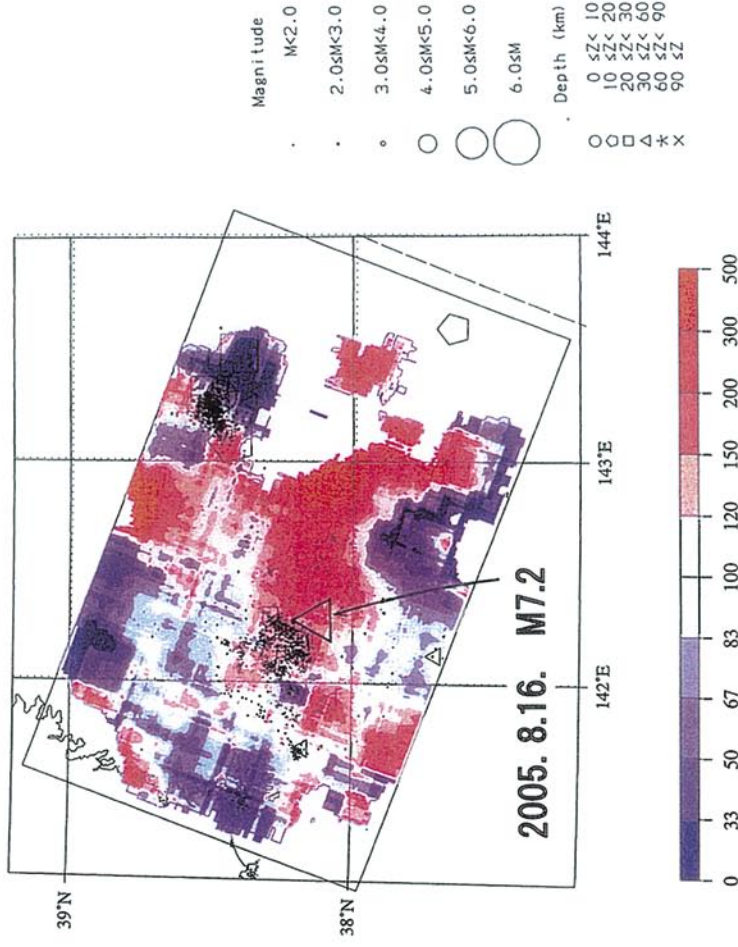 39°N
38°N
142°E
143°E
144°E
2005. 8.16. M7.2
0 33 50 67 83 100 120 150 200 300 500
Magnitude
M<2.0
2.0≤M<3.0
3.0≤M<4.0
4.0≤M<5.0
5.0≤M<6.0
6.0≤M
Depth (km)
0 ≤Z< 10
10 ≤Z< 20
20 ≤Z< 30
30 ≤Z< 60
60 ≤Z< 90
90 ≤Z